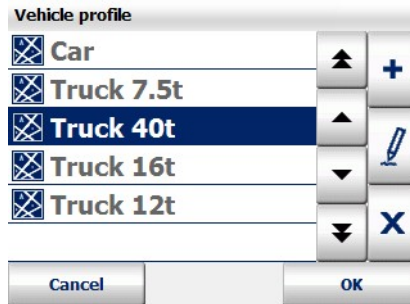 Vehicle profile
Car
Truck 7.5t
Truck 40t
Truck 16t
Truck 12t
Cancel
OK